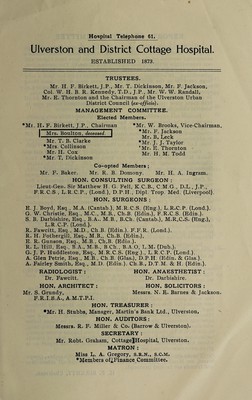 Hospital Telephone 61.
Ulverston and District Cottage Hospital.
ESTABLISHED 1873.
TRUSTEES.
Mr. H. F. Birkett, J.P., Mr. T. Dickinson, Mr. F. Jackson,
Col. W. H. B. R. Kennedy, T.D., J.P., Mr. W. W. Randall,
Mr. E. Thornton and the Chairman of the Ulverston Urban
District Council (ex-officio).
MANAGEMENT COMMITTEE.
Elected Members.
*Mr. H. F. Birkett, J.P., Chairman
Mrs. Boulton, deceased
Mr. T. B. Clarke
*Mrs. Collinson
Mr. H. Cox
*Mr. T. Dickinson
*Mr. W. Brooks, Vice-Chairman.
*Mr. F. Jackson
Mr. R. Leck
*Mr. J. J. Taylor
*Mr. E. Thornton
Mr. H. M. Todd
Co-opted Members;
Mr. F. Baker. Mr. R. B. Domony. Mr. H. A. Ingram.
HON. CONSULTING SURGEON
Lieut-Gen. Sir Matthew H. G. Fell, K.C.B., C.M.G., D.L., J.P.,
F.R.C.S., L.R.C.P., (Lond.), D.P.H., Dipl. Trop. Med. (Liverpool)
HON. SURGEONS:
E. J. Boyd, Esq., M.A. (Cantab.), M.R.C.S. (Eng.), L.R.C.P. (Lond.).
G. W. Christie, Esq., M.C., M.B., Ch.B. (Edin.), F.R.C.S. (Edin.).
S. B. Darbishire, Esq., B.A., M.B., B.Ch. (Cantab.), M.R.C.S. (Eng.),
L.R.C.P. (Lond.).
R. Fawcitt, Esq., M.D., Ch.B. (Edin.), F.F.R. (Lond.).
R. H. Fothergill, Esq., M.B., Ch.B. (Edin.).
E. R. Gunson, Esq., M.B., Ch.B. (Edin.).
R. L. Hill, Esq., B.A., M.B., B.Ch., B.A.O., L.M. (Dub.).
G. J. P. Huddleston, Esq., M.R.C.S. (Eng.), L.R.C.P. (Lond.).
A. Glen Petrie, Esq., M.B., Ch.B. (Glas.), D.P.H. (Edin. & Glas.).
A. Fairley Smith, Esq., M.D. (Edin.), Ch.B., D.T.M. & H. (Edin.).
RADIOLOGIST:
Dr. Fawcitt.
HON. ANAESTHETIST
Dr. Darbishire.
HON. ARCHITECT:
Mr. S. Grundy,
F.R.I.B.A., A.M.T.P.I.
HON. SOLICITORS:
Messrs. N. E. Barnes & Jackson.
HON. TREASURER:
*Mr. H. Stubbs, Manager, Martin's Bank Ltd., Ulverston.
HON. AUDITORS:
Messrs. R. F. Miller & Co. (Barrow & Ulverston).
SECRETARY:
Mr. Robt. Graham, Cottage Hospital, Ulverston.
MATRON:
Miss L. A. Gregory, S.R.N., S.C.M.
*Members of Finance Committee.